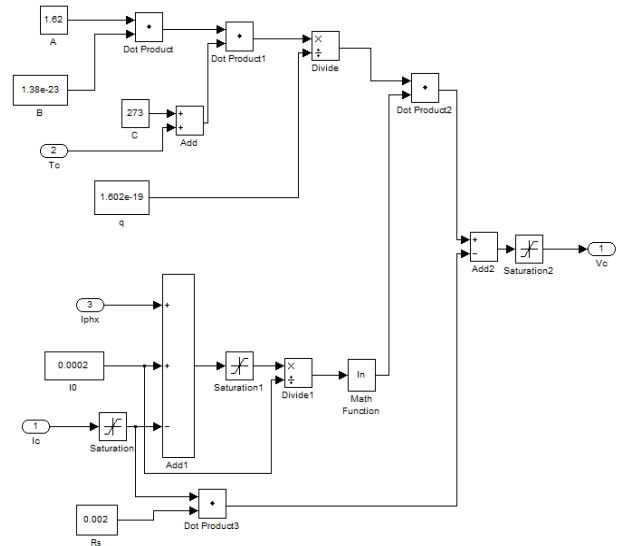 1.62
A
Dot Product
Dot Product1
×
÷
Divide
1.38e-23
B
Dot Product2
273
C
+
+
Add
2
Tc
1.602e-19
q
+
−
Add2
Saturation2
1
Vc
3
Iphx
+
0.0002
I0
+
Saturation1
×
÷
Divide1
ln
Math
Function
1
Ic
Saturation
−
Add1
0.002
Rs
Dot Product3